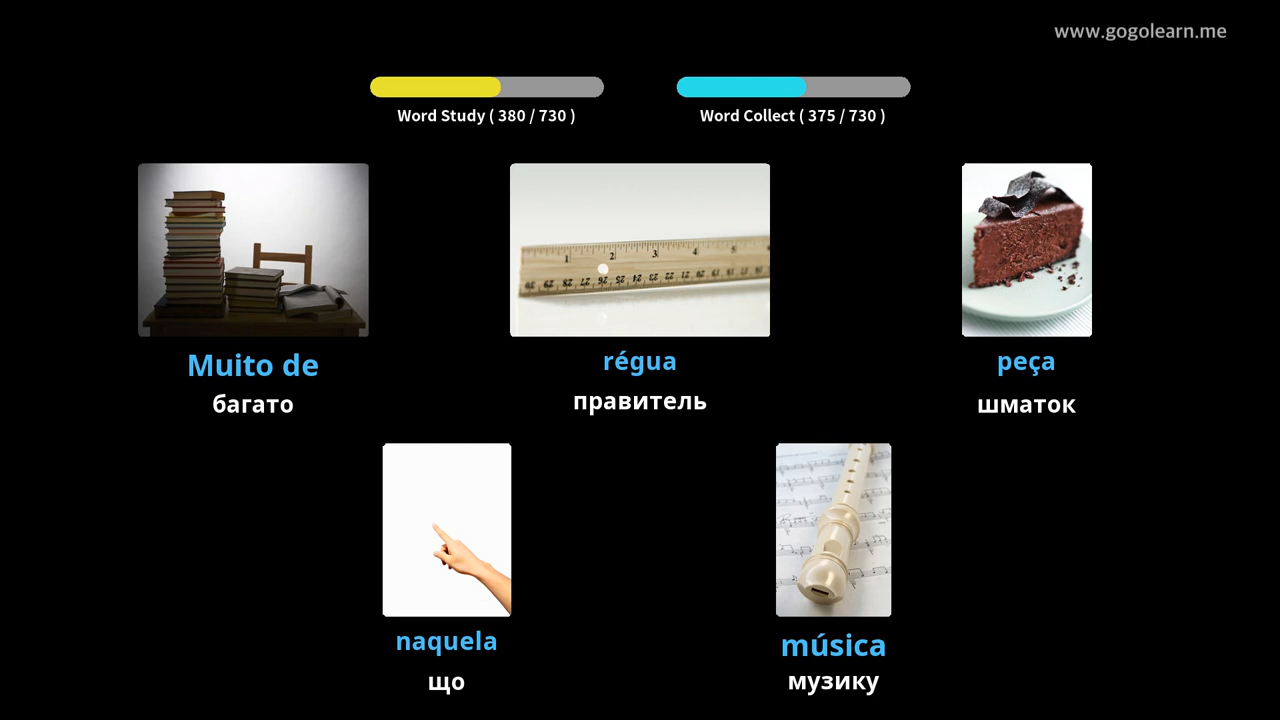 www.gogolearn.me
Word Study ( 380 / 730 )
Word Collect ( 375 / 730 )
Muito de
багато
régua
правитель
peça
шматок
naquela
що
música
музику